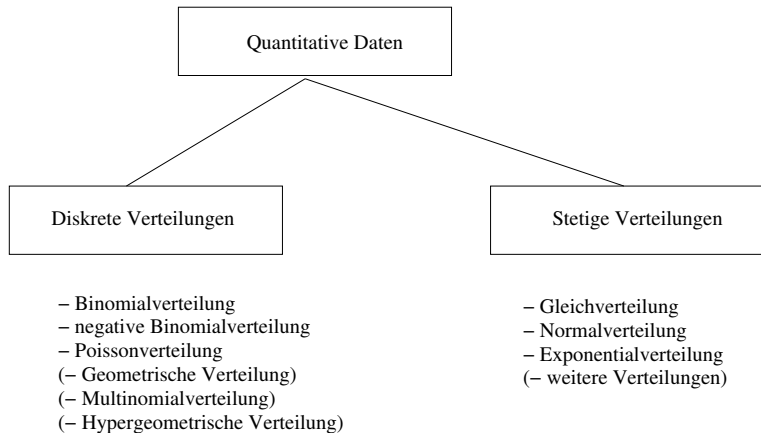 Quantitative Daten
Diskrete Verteilungen
− Binomialverteilung
− negative Binomialverteilung
− Poissonverteilung
(− Geometrische Verteilung)
(− Multinomialverteilung)
(− Hypergeometrische Verteilung)
Stetige Verteilungen
− Gleichverteilung
− Normalverteilung
− Exponentialverteilung
(− weitere Verteilungen)